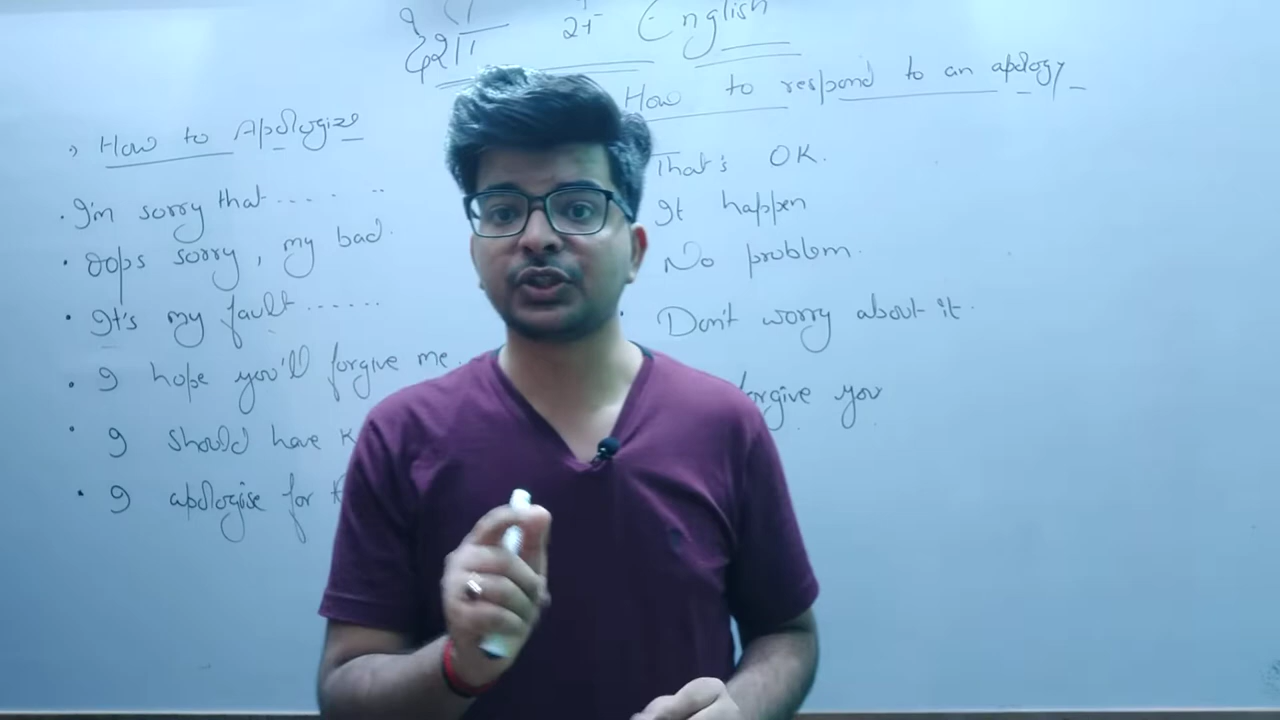 English
How to respond to an apology
How to Apologize
I'm sorry that ....
Oops sorry, my bad.
It's my fault ......
I hope you'll forgive me.
I should have
I apologise for
That's OK.
It happen
No problem.
Don't worry about it.
forgive you